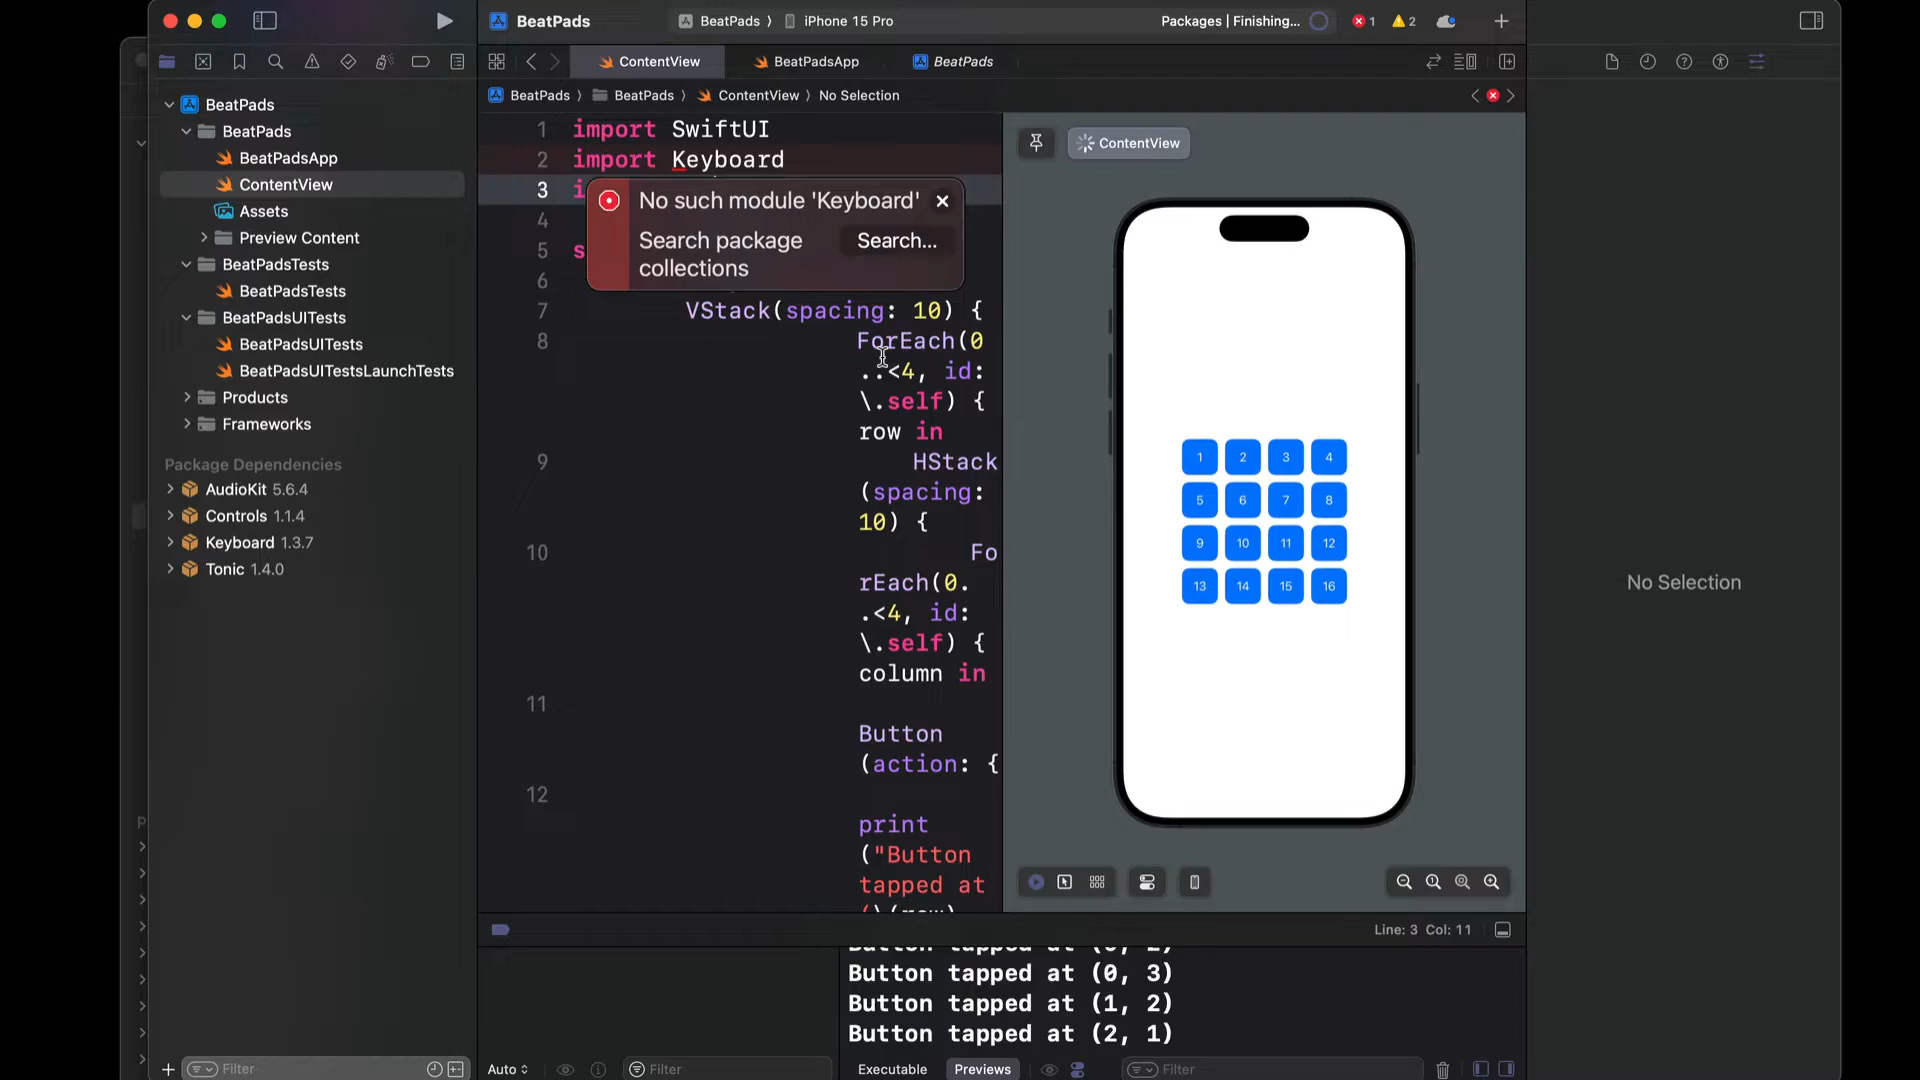 BeatPads
BeatPads 〉 iPhone 15 Pro
Packages | Finishing...
1
2
ContentView
BeatPadsApp
BeatPads
BeatPads 〉 BeatPads 〉 ContentView 〉 No Selection
BeatPads
BeatPads
BeatPadsApp
ContentView
Assets
Preview Content
BeatPadsTests
BeatPadsTests
BeatPadsUITests
BeatPadsUITests
BeatPadsUITestsLaunchTests
Products
Frameworks
Package Dependencies
AudioKit 5.6.4
Controls 1.1.4
Keyboard 1.3.7
Tonic 1.4.0
Filter
1 import SwiftUI
2 import Keyboard
3 i
No such module 'Keyboard'
Search package
collections
Search...
4
5 s
6
7 VStack(spacing: 10) {
8 ForEach(0
..<4, id:
\.self) {
row in
9 HStack
(spacing:
10) {
10 Fo
rEach(0.
.<4, id:
\.self) {
column in
11
Button
(action: {
12
print
("Button
tapped at
(\(row),
ContentView
1 2 3 4
5 6 7 8
9 10 11 12
13 14 15 16
No Selection
Line: 3 Col: 11
Button tapped at (0, 3)
Button tapped at (1, 2)
Button tapped at (2, 1)
Auto
Filter
Executable
Previews
Filter